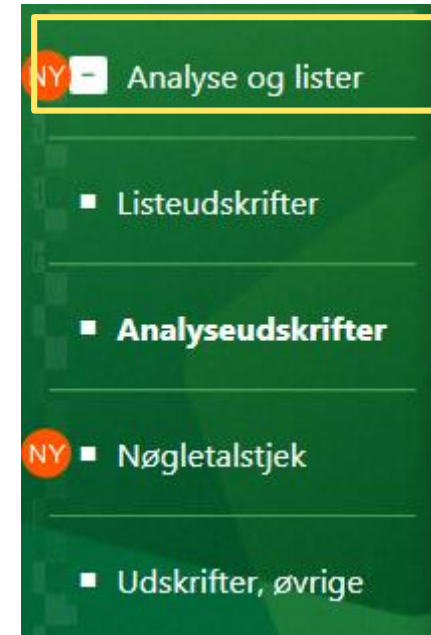 NY - Analyse og lister
Listeudskrifter
Analyseudskrifter
NY Nøgletalstjek
Udskrifter, øvrige